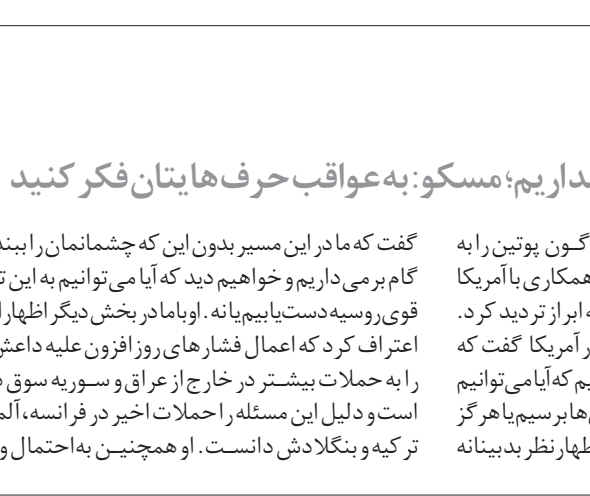 داریم؛ مسکو: به عواقب حرف‌هایتان فکر کنید
گون پوتین را به
همکاری با آمریکا
ابراز تردید کرد.
آمریکا گفت که
که آیا می‌توانیم
برسیم یا هرگز
نظر بدبینانه
گفت که ما در این مسیر بدون این که چشمانمان را
گام برمی‌داریم و خواهیم دید که آیا می‌توانیم به این
قوی روسیه دست یابیم یا نه. اوباما در بخش دیگر
اعتراف کرد که اعمال فشارهای روزافزون علیه داعش
را به حملات بیشتر در خارج از عراق و سوریه سوق
است و دلیل این مسئله را حملات اخیر در فرانسه،
ترکیه و بنگلادش دانست. او همچنین به احتمال